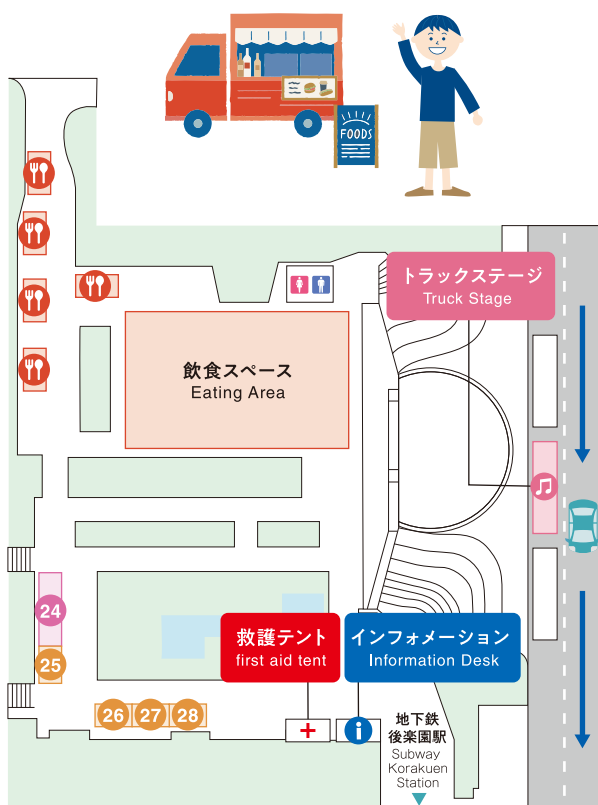 FOODS
トラックステージ
Truck Stage
飲食スペース
Eating Area
24
25
救護テント
first aid tent
インフォメーション
Information Desk
26
27
28
地下鉄
後楽園駅
Subway
Korakuen
Station